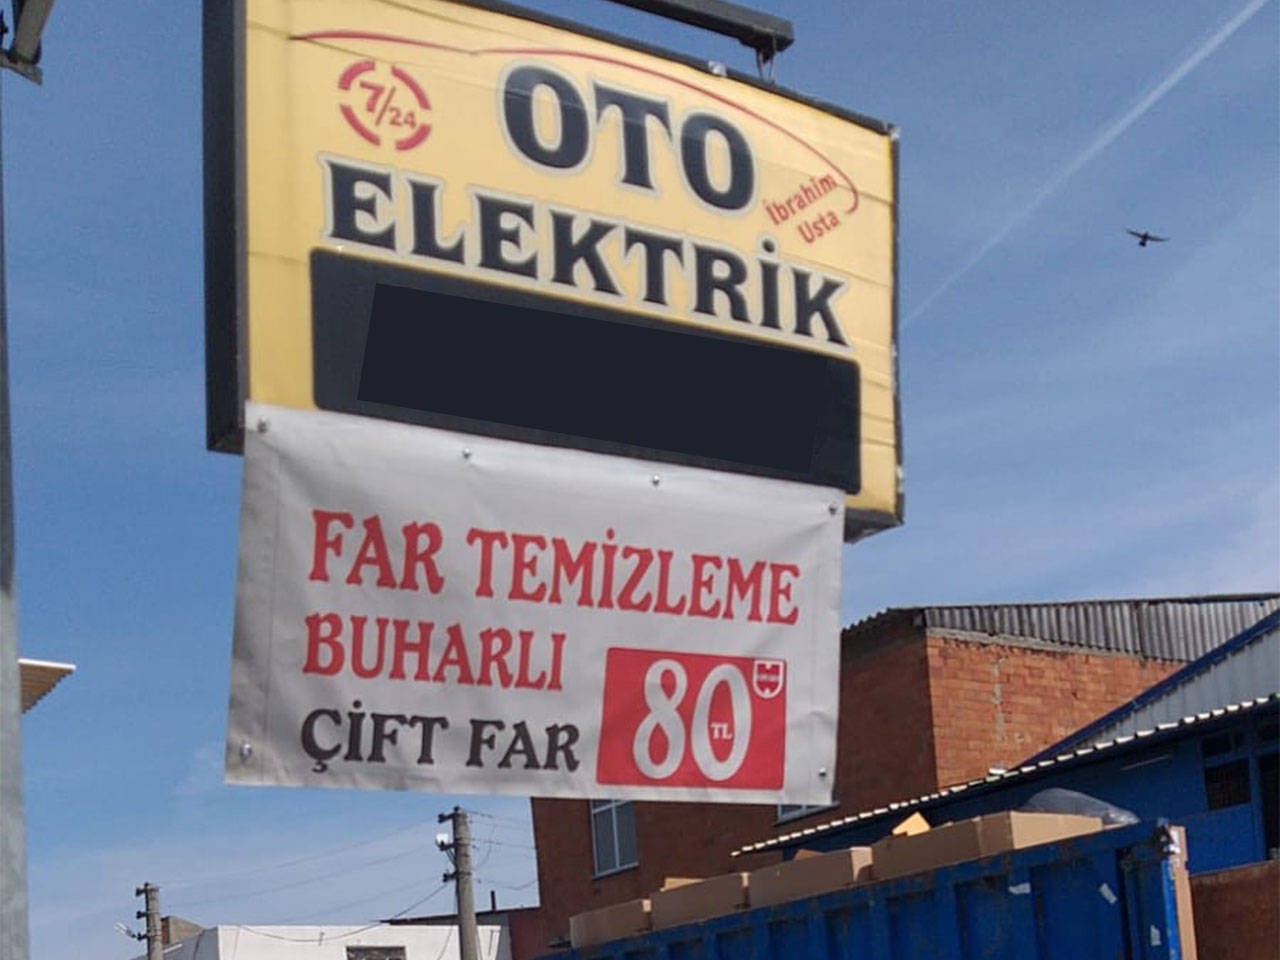 7/24
OTO
İbrahim
Usta
ELEKTRİK
FAR TEMİZLEME
BUHARLI
ÇİFT FAR
80
TL